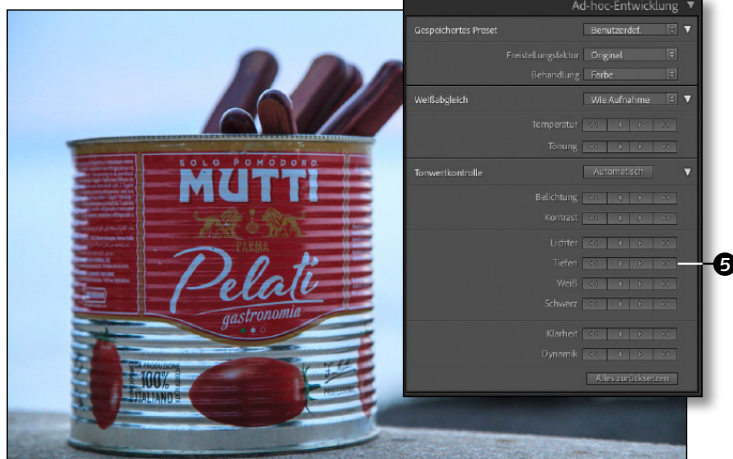 Ad-hoc-Entwicklung
Gespeichertes Preset Benutzerdef.
Freistellungsfaktor Original
Behandlung Farbe
Weißabgleich Wie Aufnahme
Temperatur
Tonung
Tonwertkontrolle Automatisch
Belichtung
Kontrast
Lichter
Tiefen
5
Weiß
Schwarz
Klarheit
Dynamik
Alles zurücksetzen
SOLO POMODORO
MUTTI
PARMA
Pelati
gastronomia
100%
ITALIANO